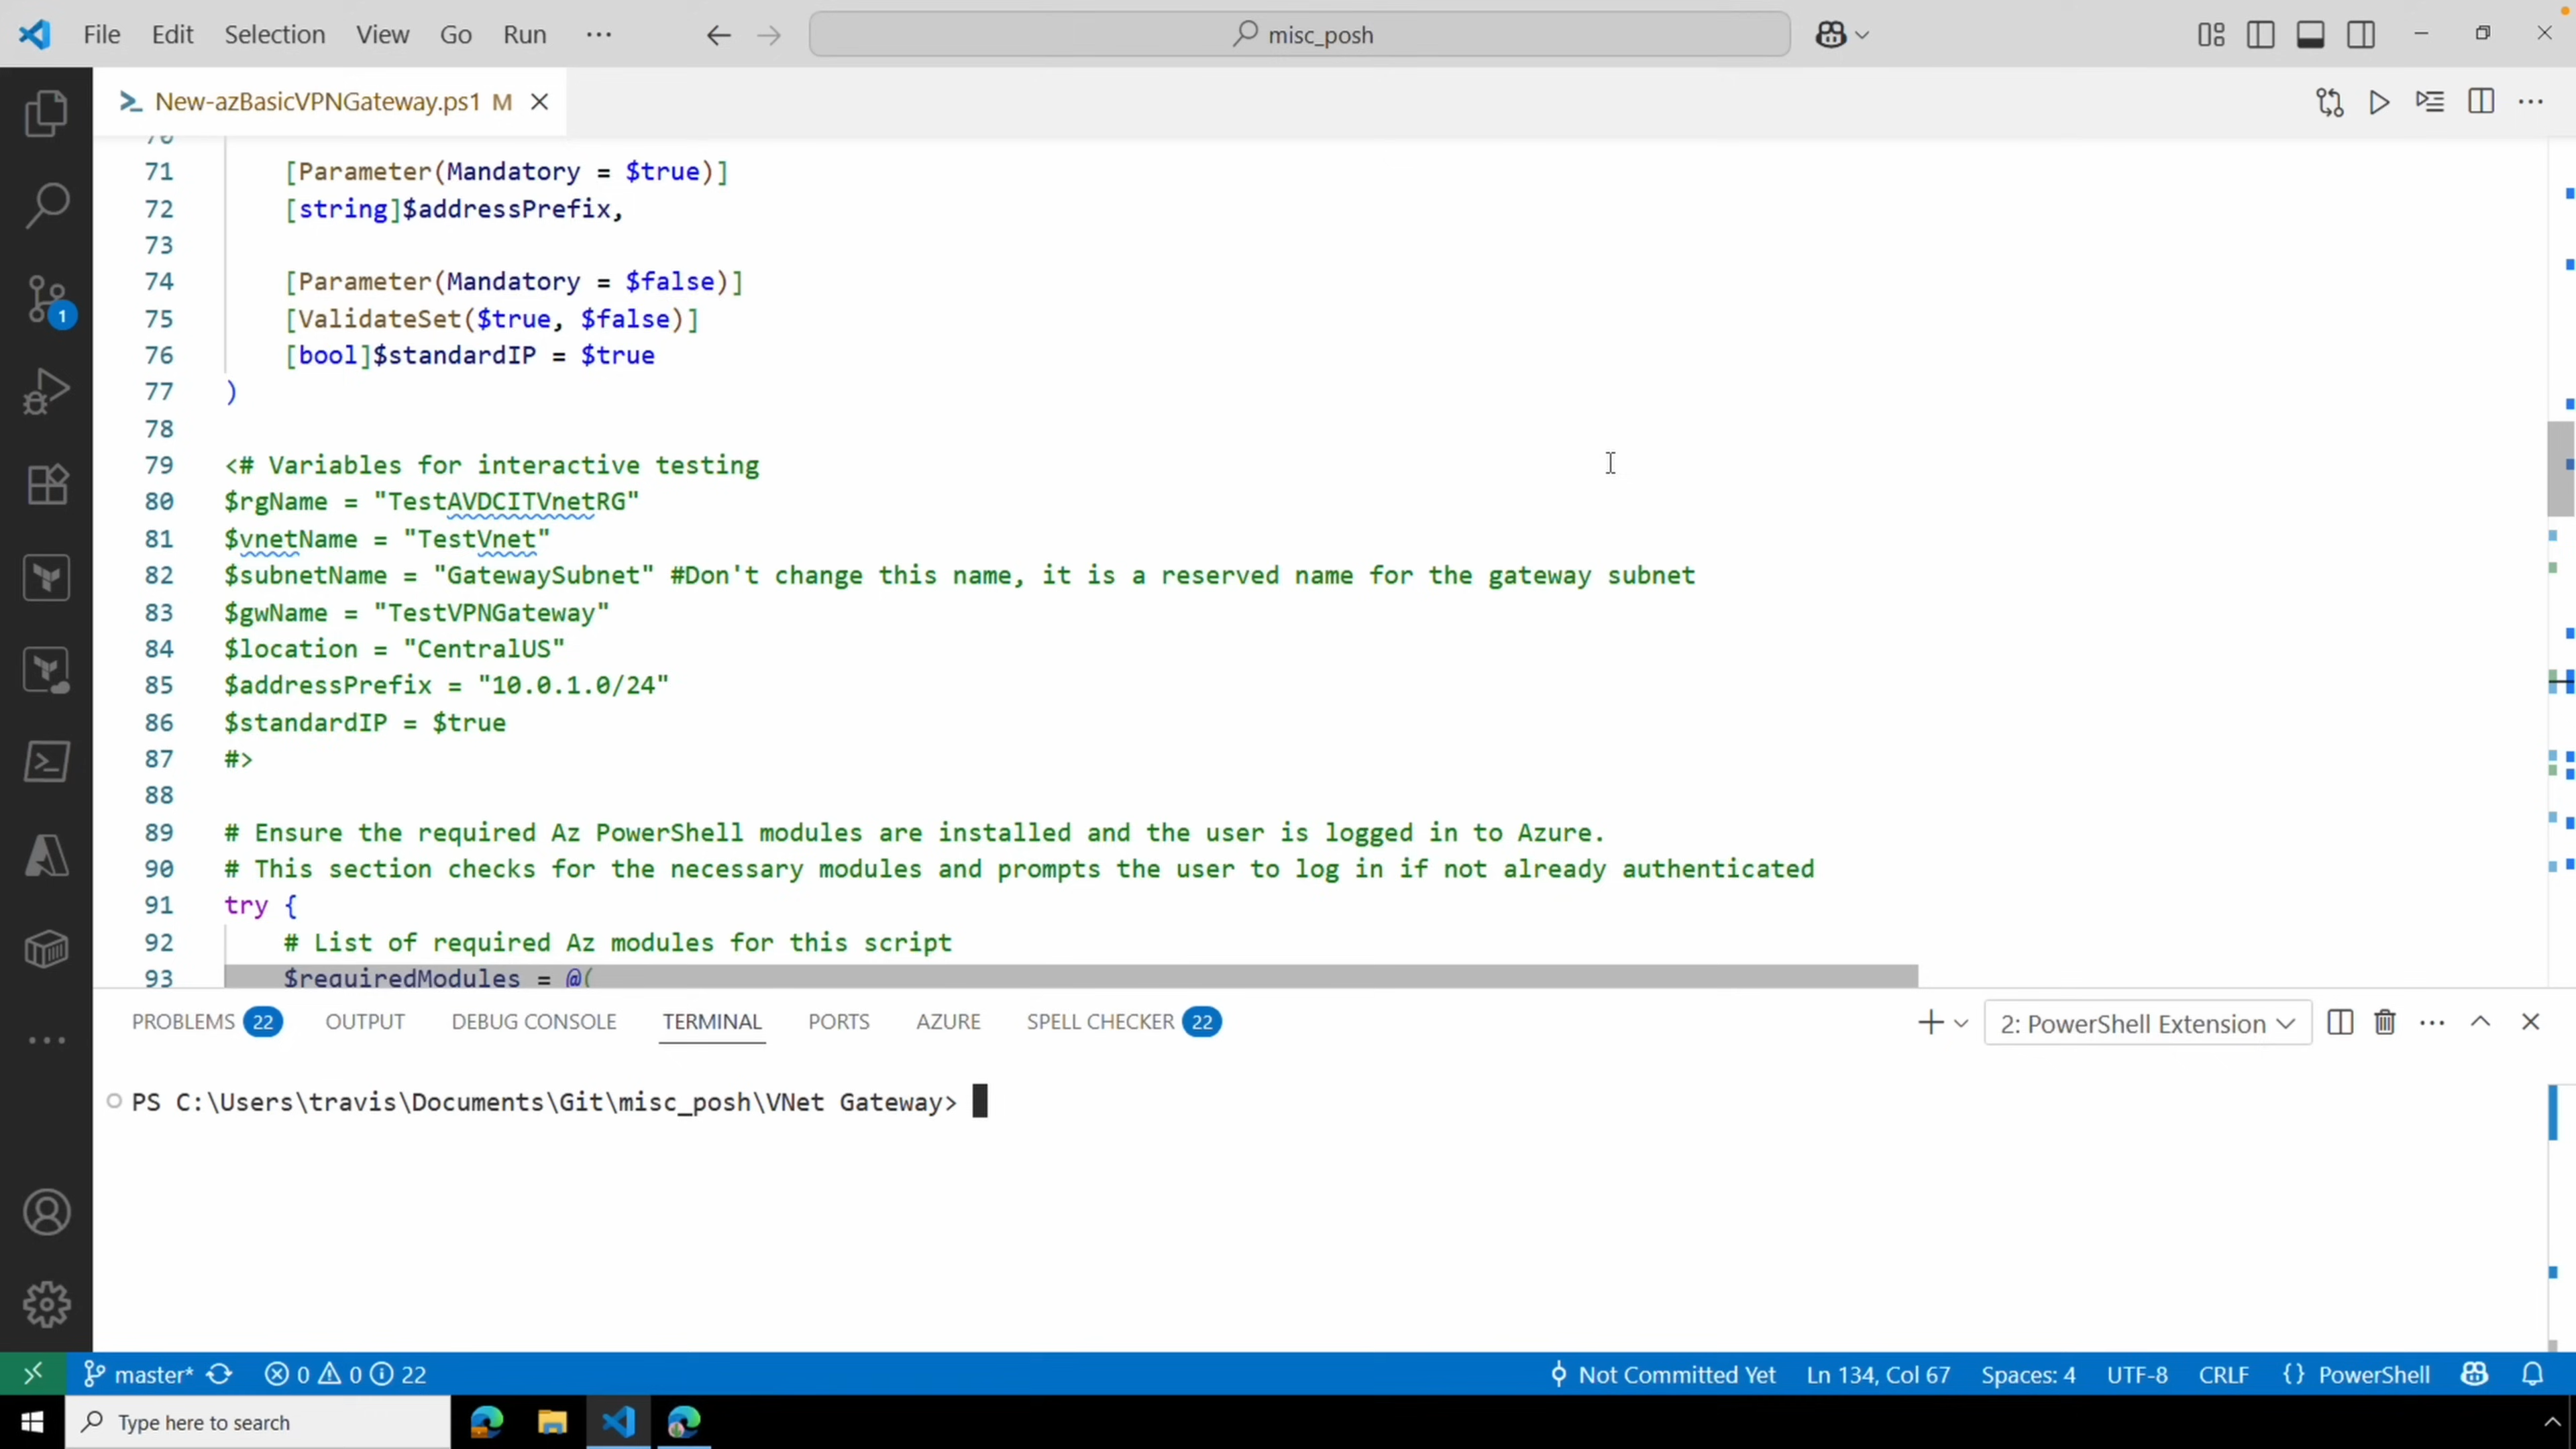 File Edit Selection View Go Run ··· misc_posh
New-azBasicVPNGateway.ps1 M
70
71 [Parameter(Mandatory = $true)]
72 [string]$addressPrefix,
73
74 [Parameter(Mandatory = $false)]
75 [ValidateSet($true, $false)]
76 [bool]$standardIP = $true
77 )
78
79 <# Variables for interactive testing
80 $rgName = "TestAVDCITVnetRG"
81 $vnetName = "TestVnet"
82 $subnetName = "GatewaySubnet" #Don't change this name, it is a reserved name for the gateway subnet
83 $gwName = "TestVPNGateway"
84 $location = "CentralUS"
85 $addressPrefix = "10.0.1.0/24"
86 $standardIP = $true
87 #>
88
89 # Ensure the required Az PowerShell modules are installed and the user is logged in to Azure.
90 # This section checks for the necessary modules and prompts the user to log in if not already authenticated
91 try {
92 # List of required Az modules for this script
93 $requiredModules = @(
PROBLEMS 22 OUTPUT DEBUG CONSOLE TERMINAL PORTS AZURE SPELL CHECKER 22 2: PowerShell Extension
PS C:\Users\travis\Documents\Git\misc_posh\VNet Gateway>
1
master* 0 0 22 Not Committed Yet Ln 134, Col 67 Spaces: 4 UTF-8 CRLF {} PowerShell
Type here to search